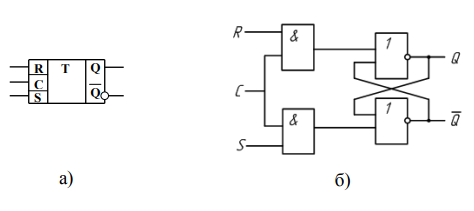 R T Q
C
S Q̅
а)
R & 1 Q
C
S & 1 Q̅
б)